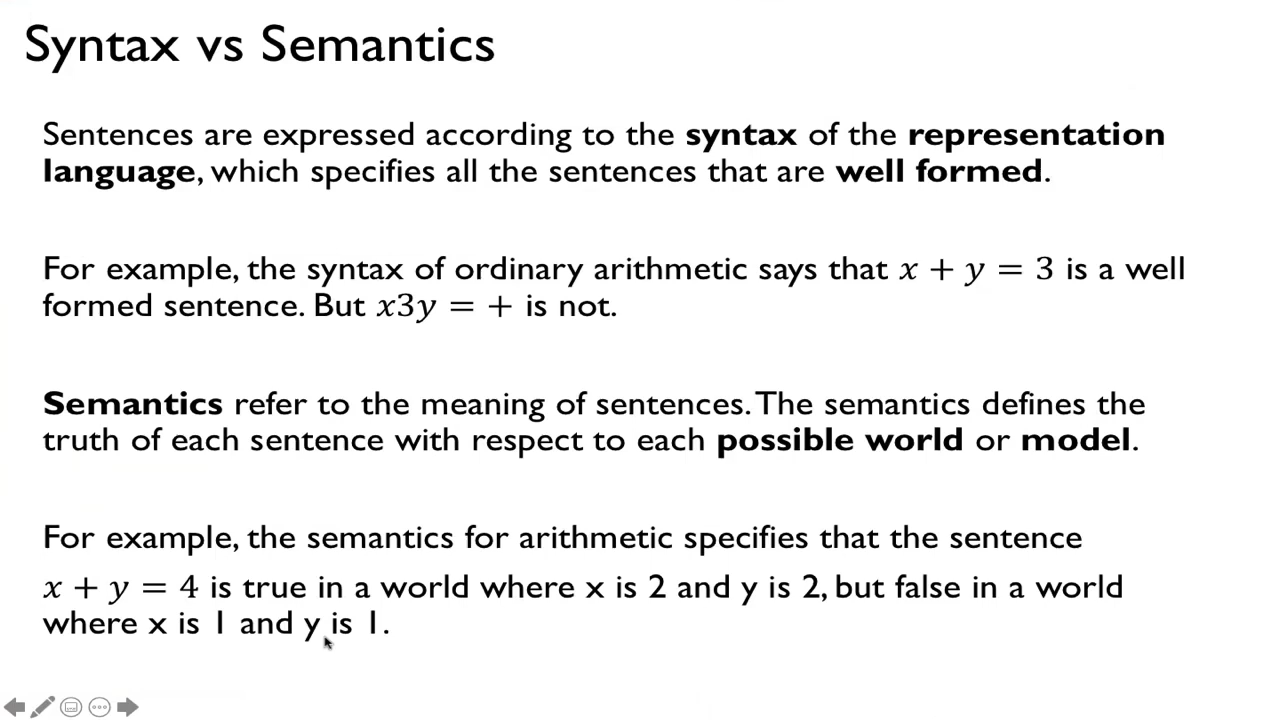 Syntax vs Semantics
Sentences are expressed according to the syntax of the representation
language, which specifies all the sentences that are well formed.
For example, the syntax of ordinary arithmetic says that x + y = 3 is a well
formed sentence. But x3y = + is not.
Semantics refer to the meaning of sentences. The semantics defines the
truth of each sentence with respect to each possible world or model.
For example, the semantics for arithmetic specifies that the sentence
x + y = 4 is true in a world where x is 2 and y is 2, but false in a world
where x is 1 and y is 1.